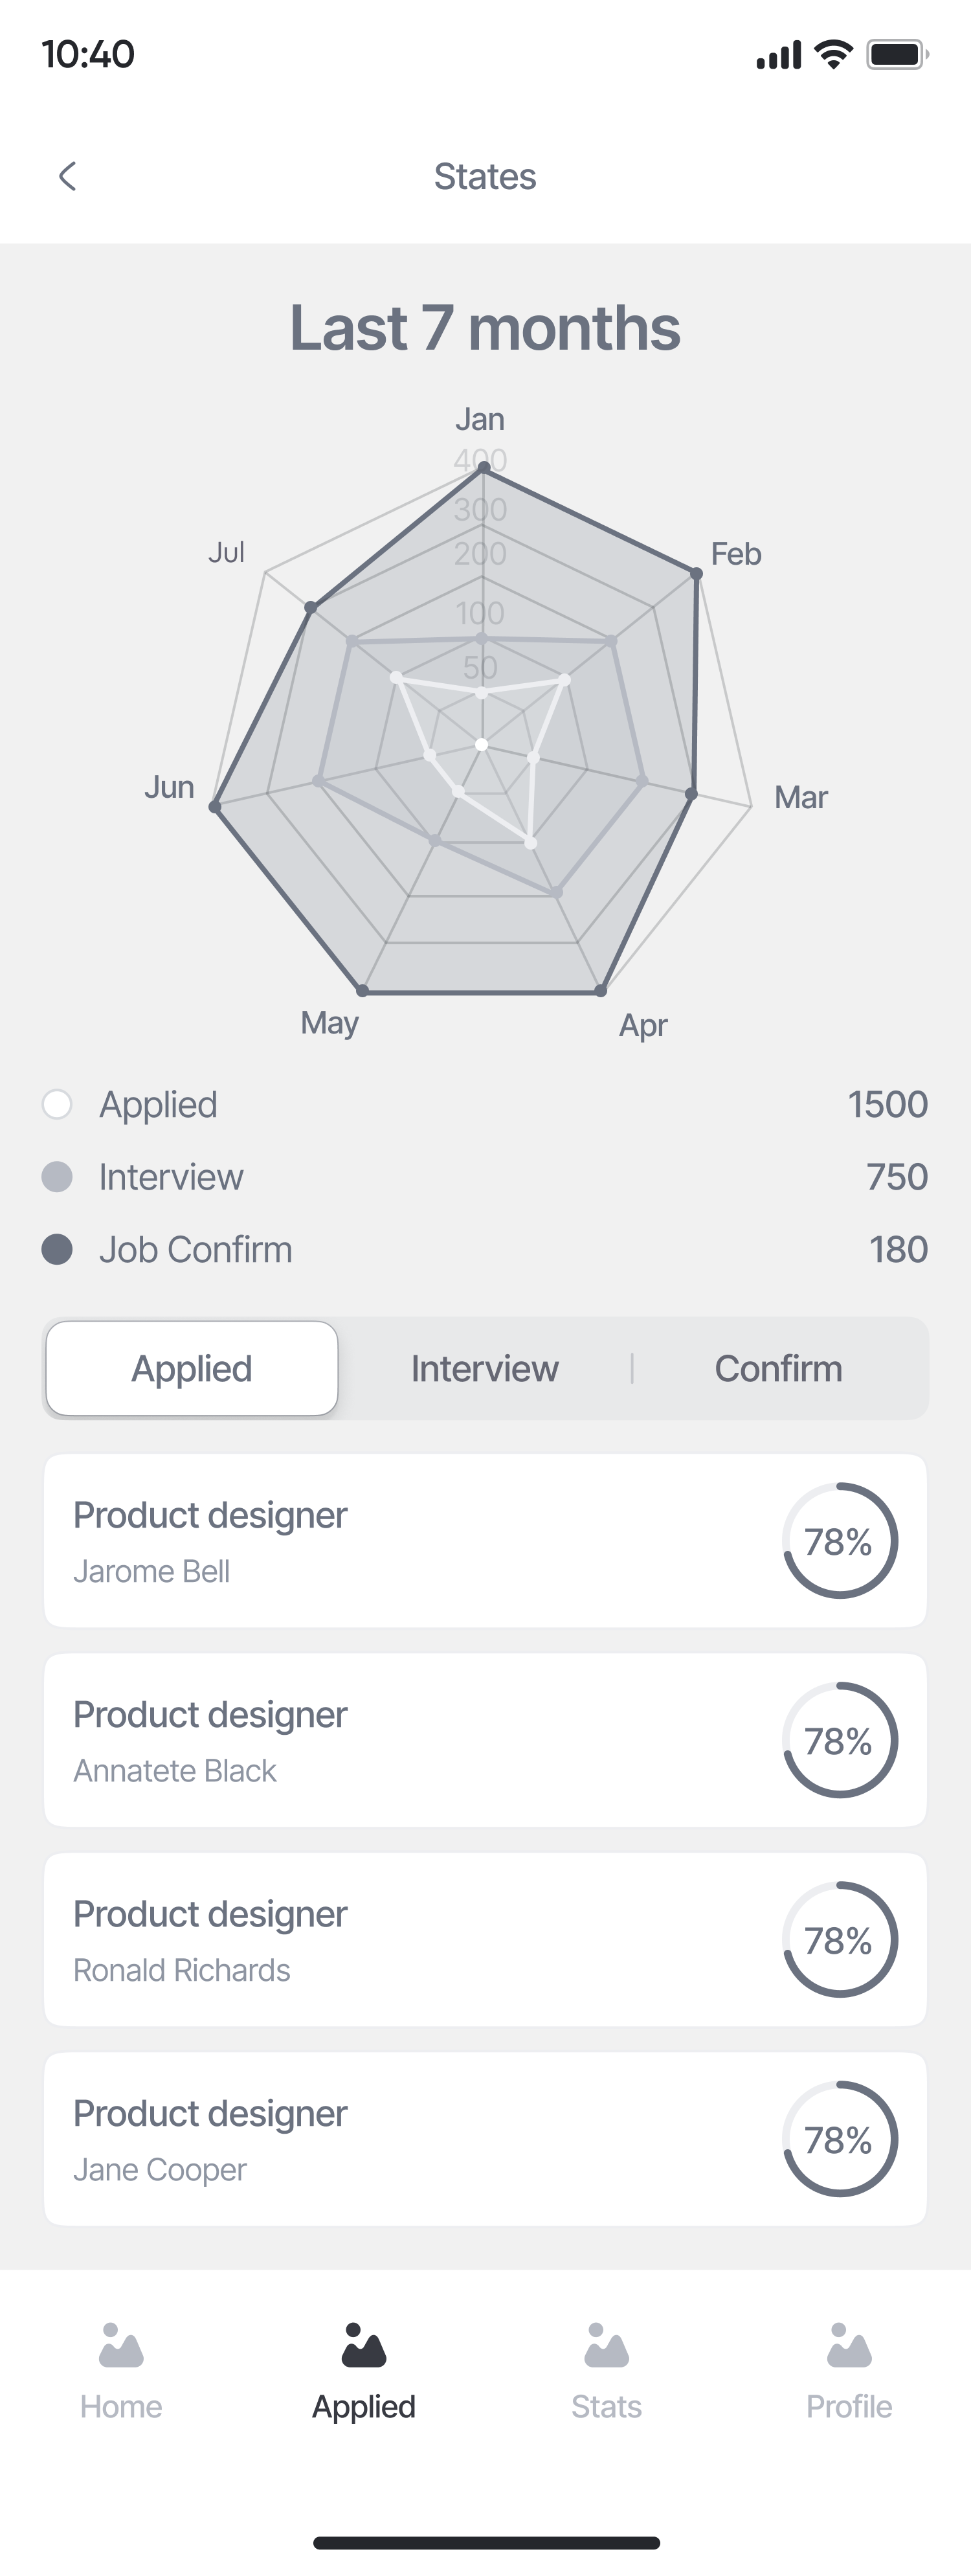 10:40
States
Last 7 months
Jan
400
300
200
100
50
Jul
Feb
Jun
Mar
May
Apr
Applied 1500
Interview 750
Job Confirm 180
Applied Interview Confirm
Product designer
Jarome Bell
78%
Product designer
Annatete Black
78%
Product designer
Ronald Richards
78%
Product designer
Jane Cooper
78%
Home Applied Stats Profile